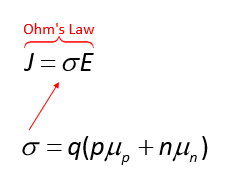 Ohm's Law
J = σE
σ = q(pμₚ + nμₙ)